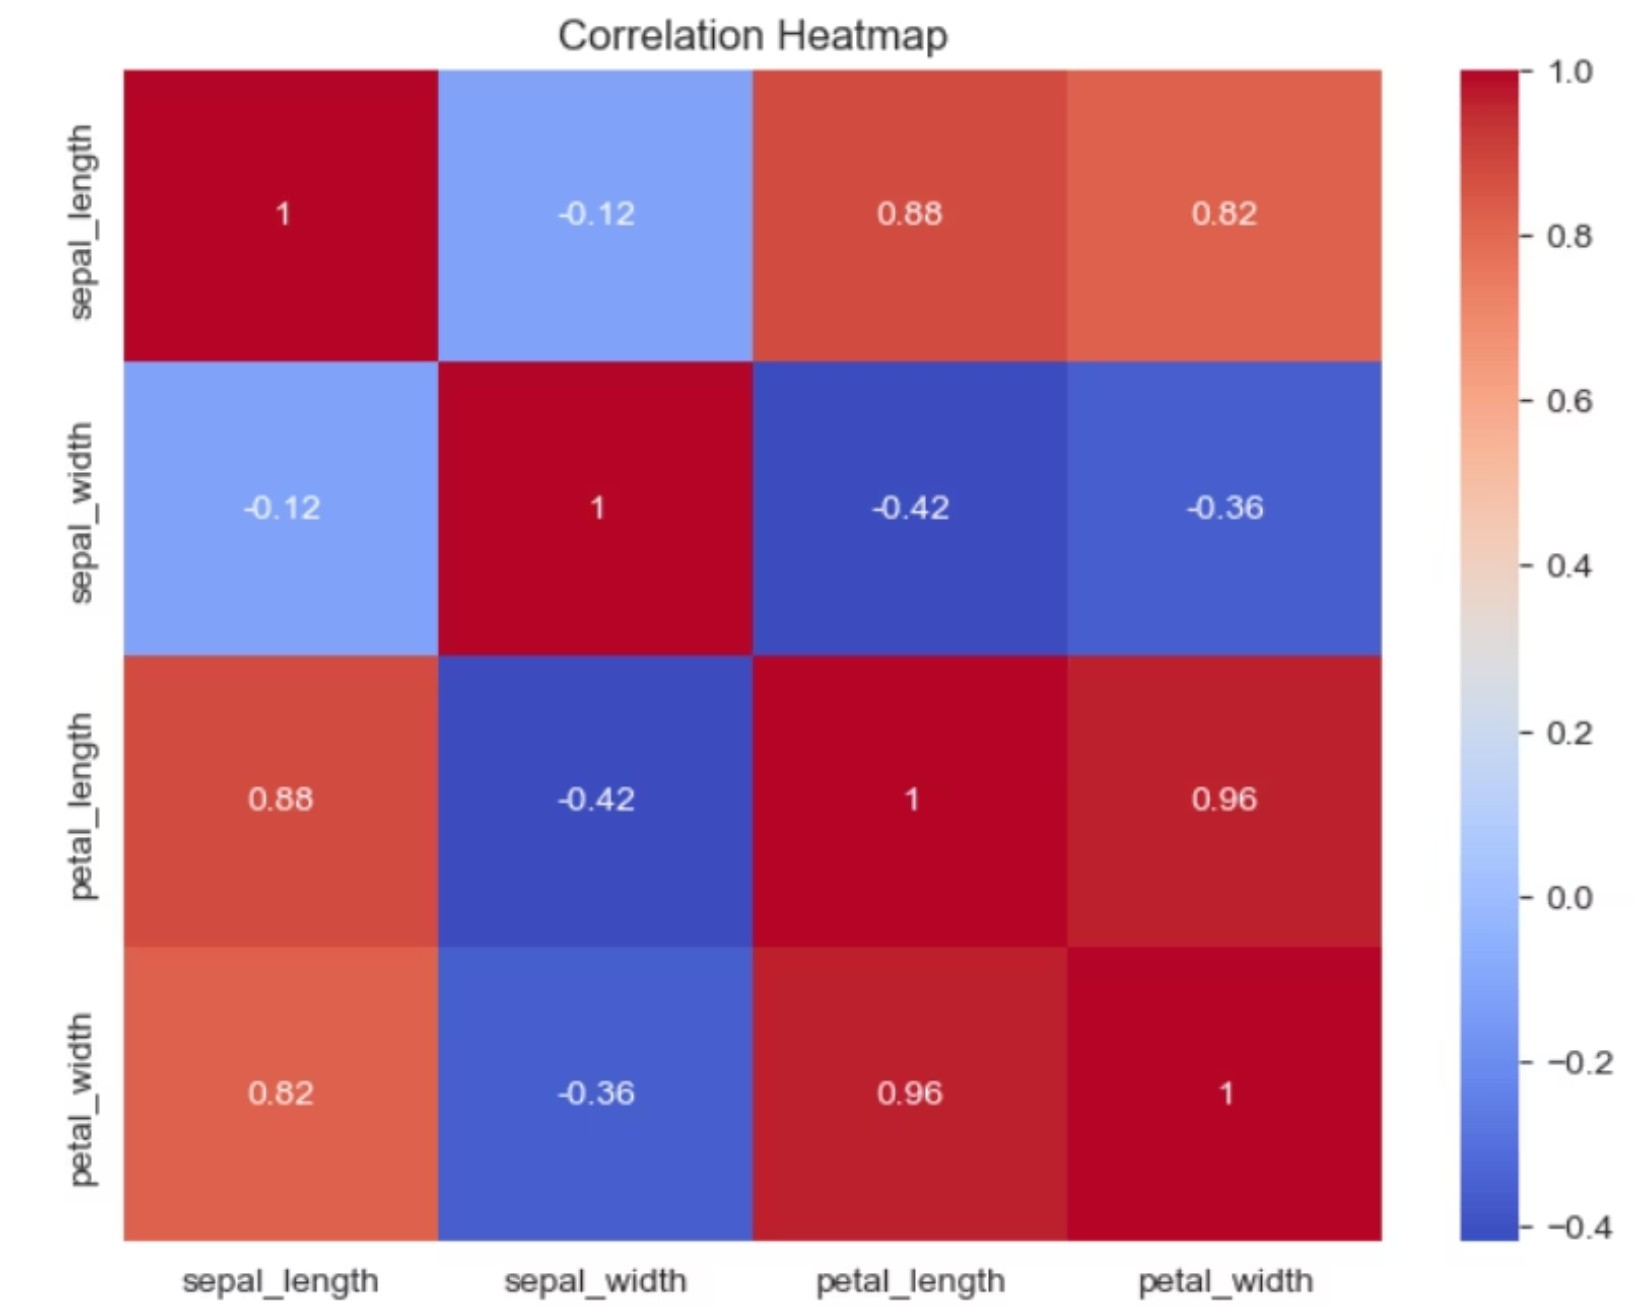 Correlation Heatmap
sepal_length
1
-0.12
0.88
0.82
sepal_width
-0.12
1
-0.42
-0.36
petal_length
0.88
-0.42
1
0.96
petal_width
0.82
-0.36
0.96
1
sepal_length
sepal_width
petal_length
petal_width
1.0
0.8
0.6
0.4
0.2
0.0
−0.2
−0.4